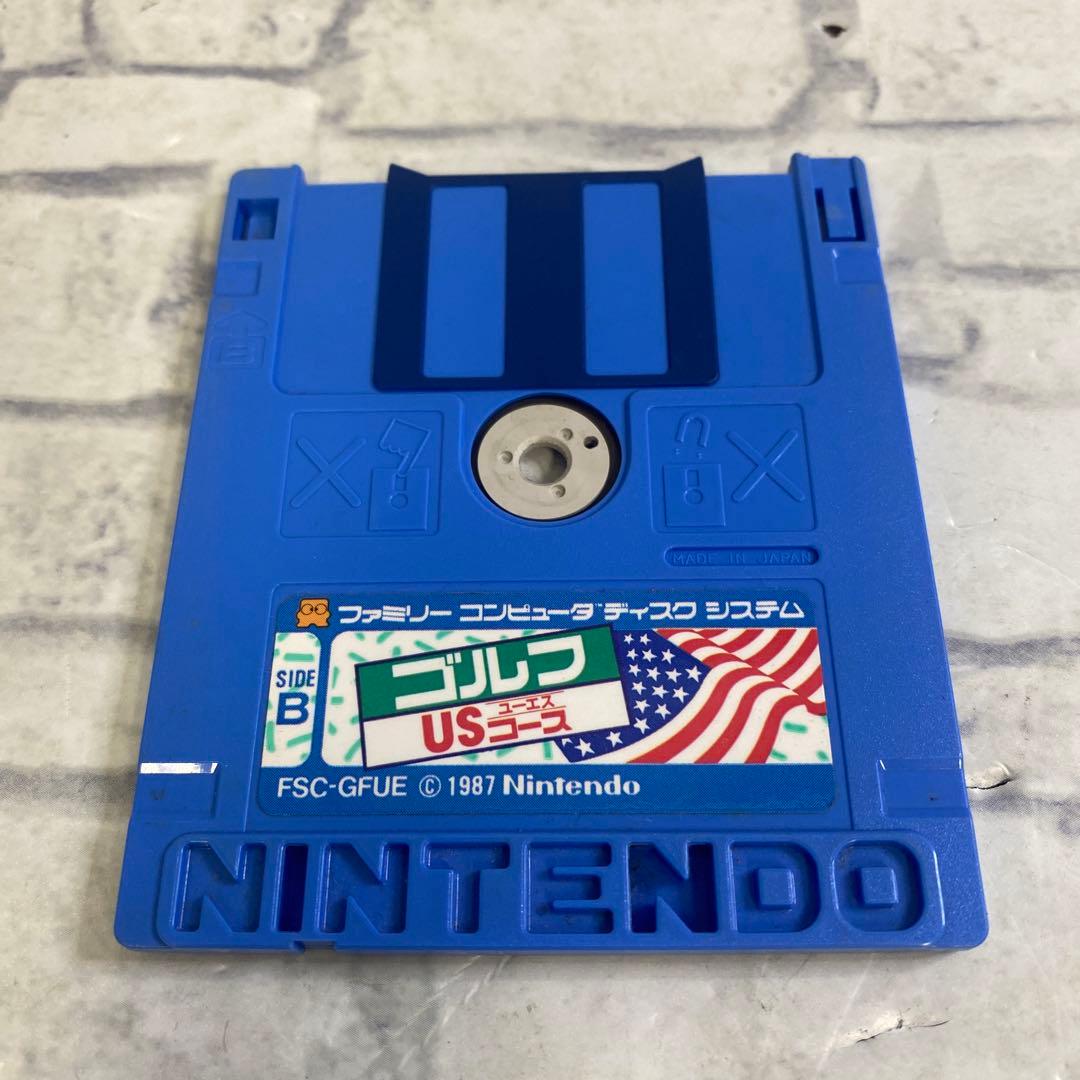 MADE IN JAPAN
ファミリー コンピュータ™ ディスク システム
SIDE
B
ゴルフ
US
ユーエス
コース
FSC-GFUE © 1987 Nintendo
NINTENDO